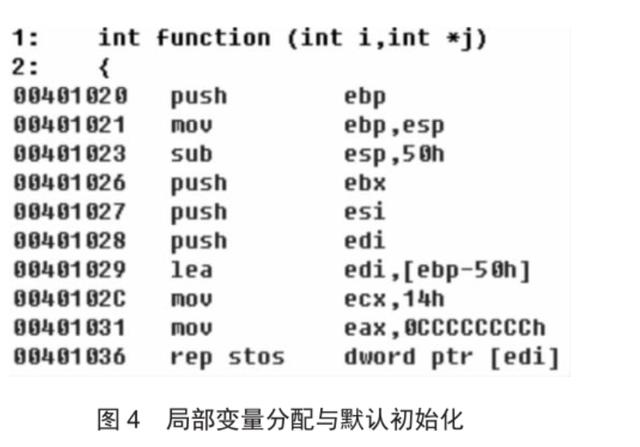 1: int function (int i,int *j)
2: {
00401020 push ebp
00401021 mov ebp,esp
00401023 sub esp,50h
00401026 push ebx
00401027 push esi
00401028 push edi
00401029 lea edi,[ebp-50h]
0040102C mov ecx,14h
00401031 mov eax,0CCCCCCCCh
00401036 rep stos dword ptr [edi]
图 4 局部变量分配与默认初始化